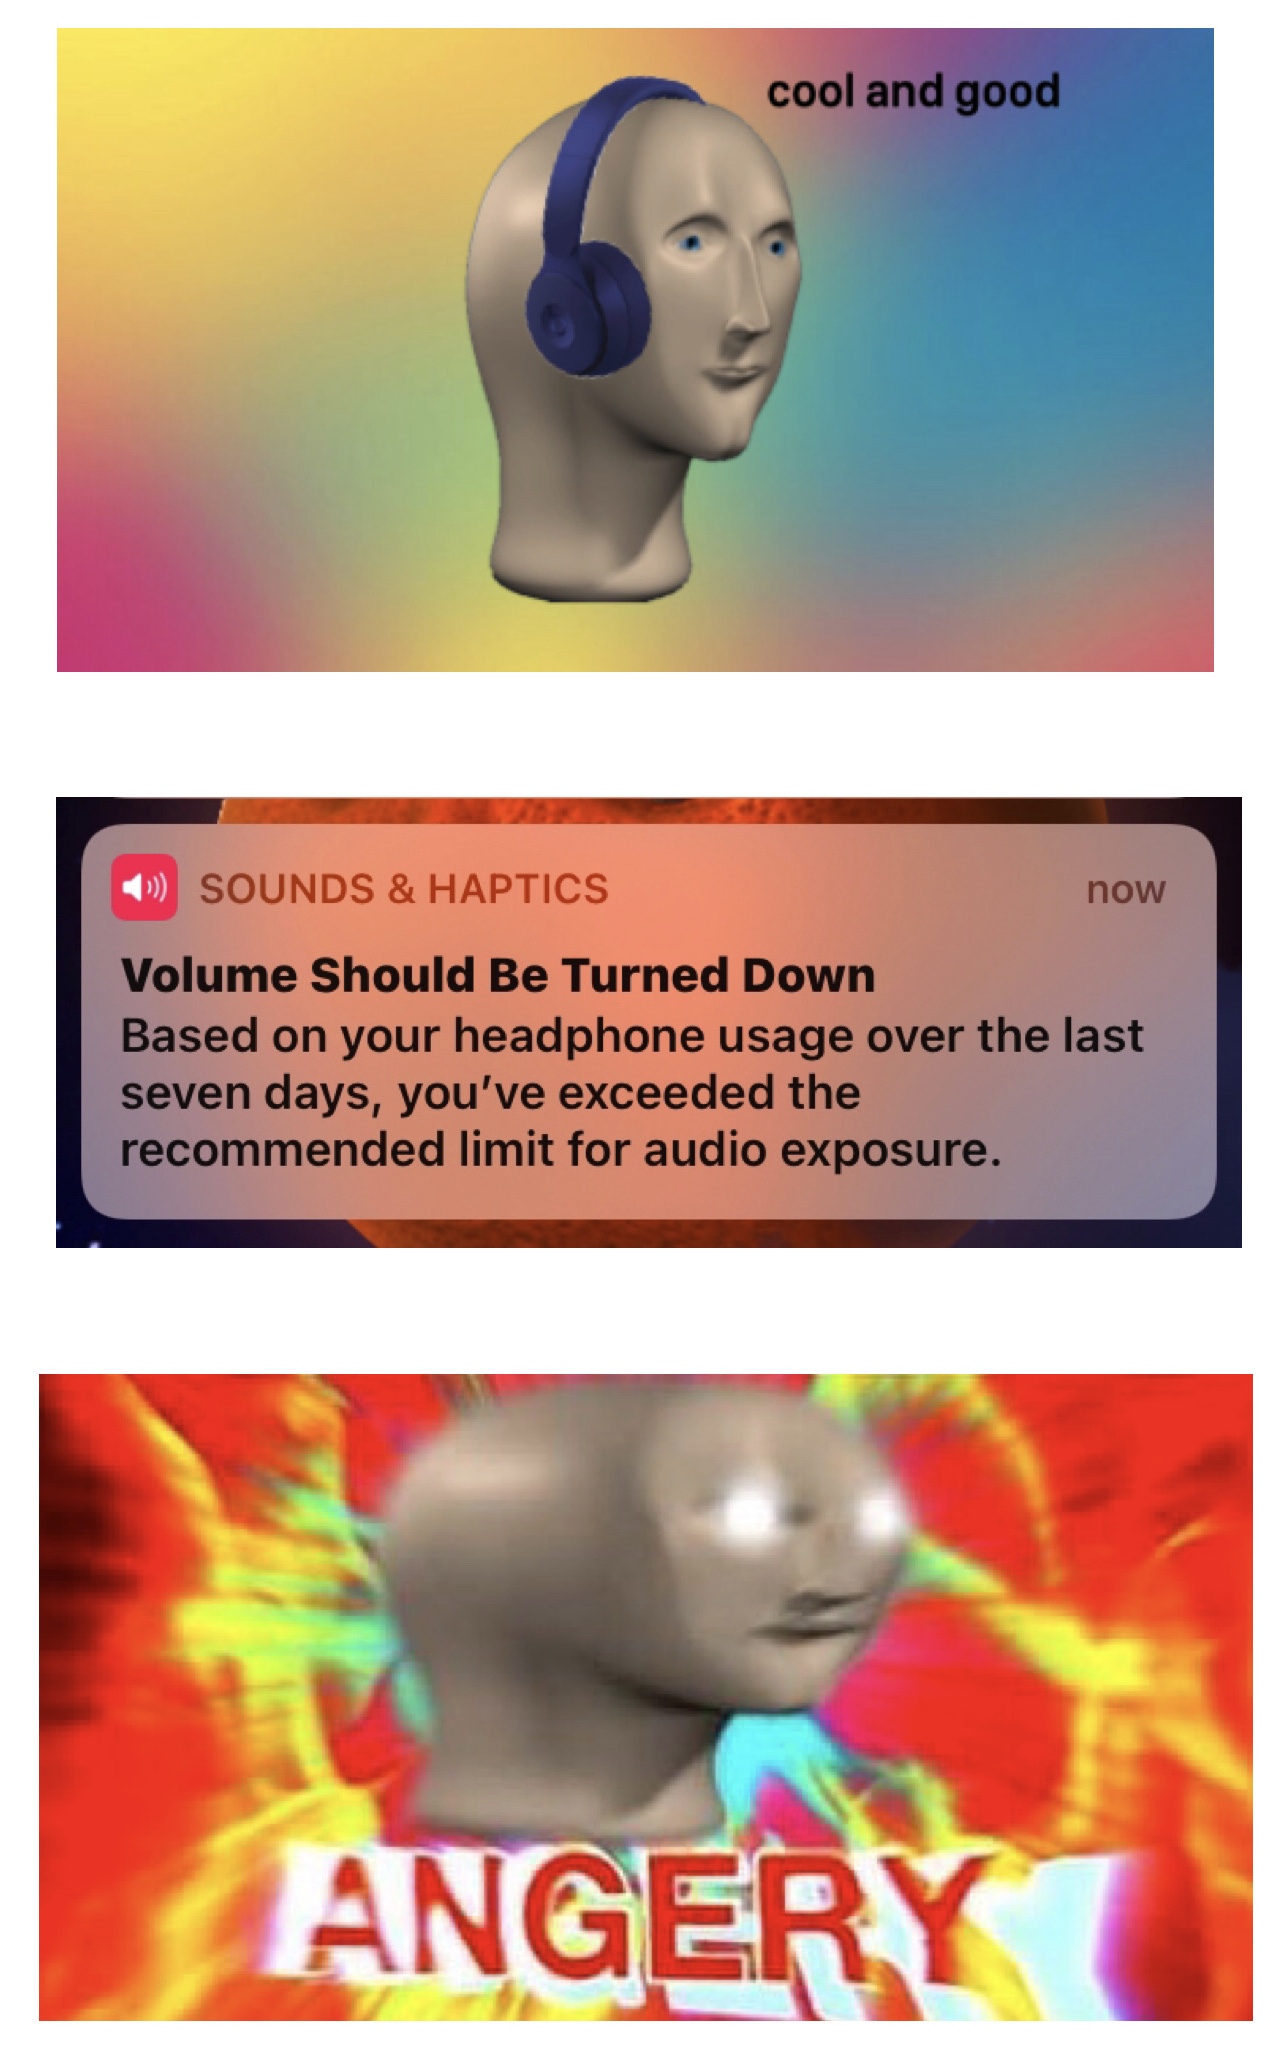 cool and good
SOUNDS & HAPTICS now
Volume Should Be Turned Down
Based on your headphone usage over the last
seven days, you’ve exceeded the
recommended limit for audio exposure.
ANGERY